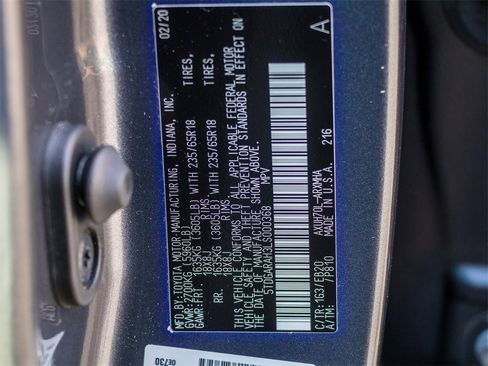 MFD.BY:TOYOTA MOTOR MANUFACTURING, INDIANA, INC. 02/20
GVWR:2700KG (5960LB)
GAWR:FRT. 1635KG (3605LB) WITH 235/65R18 TIRES,
18X8J RIMS
RR. 1635KG (3605LB) WITH 235/65R18 TIRES,
18X8J RIMS
THIS VEHICLE CONFORMS TO ALL APPLICABLE FEDERAL MOTOR
VEHICLE SAFETY AND THEFT PREVENTION STANDARDS IN EFFECT ON
THE DATE OF MANUFACTURE SHOWN ABOVE.
5TDGARAH3LS000568 MPV
C/TR:1G3/FB20 AXUH70L-ARXMHA
A/TM: /P810 MADE IN U.S.A. 216
A
0E730